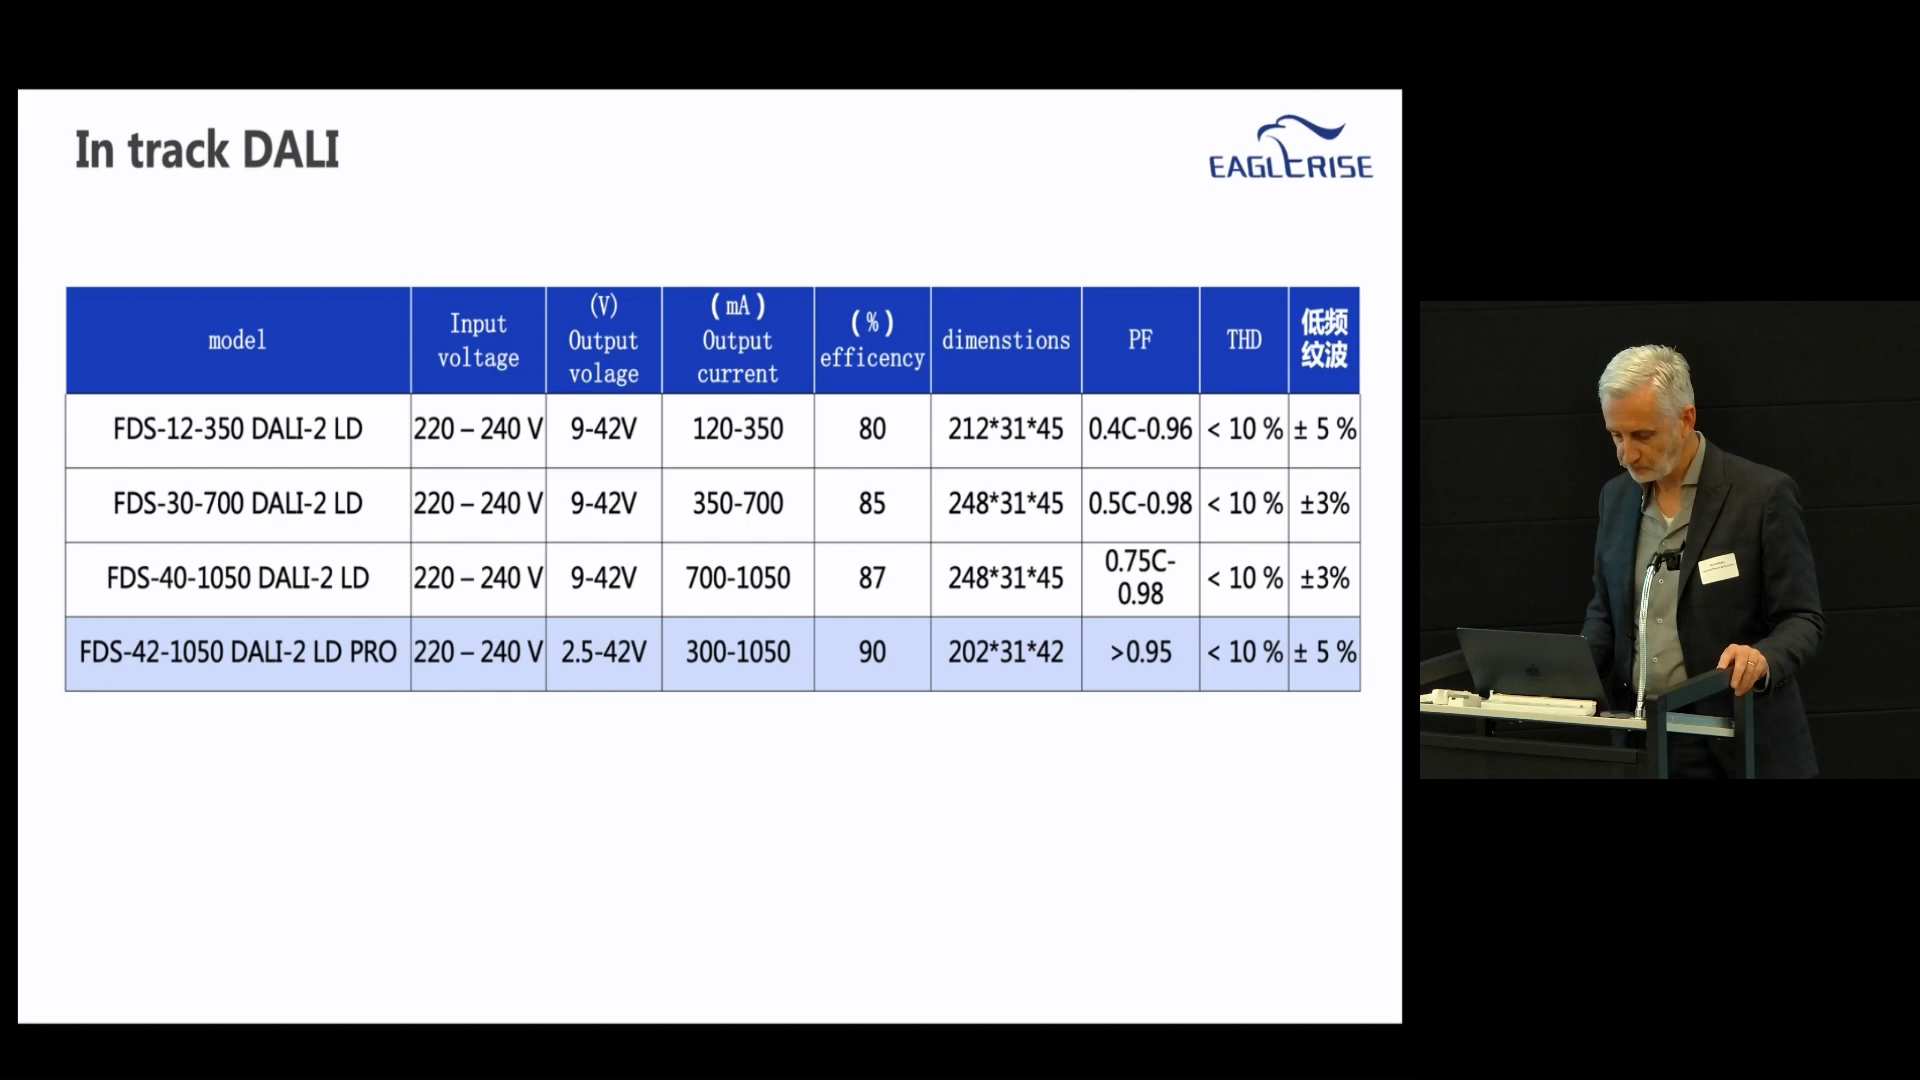 In track DALI
EAGLERISE
model
Input
voltage
(V)
Output
volage
(mA)
Output
current
(%)
efficency
dimenstions
PF
THD
低频
纹波
FDS-12-350 DALI-2 LD
220 – 240 V
9-42V
120-350
80
212*31*45
0.4C-0.96
< 10 %
± 5 %
FDS-30-700 DALI-2 LD
220 – 240 V
9-42V
350-700
85
248*31*45
0.5C-0.98
< 10 %
±3%
FDS-40-1050 DALI-2 LD
220 – 240 V
9-42V
700-1050
87
248*31*45
0.75C-
0.98
< 10 %
±3%
FDS-42-1050 DALI-2 LD PRO
220 – 240 V
2.5-42V
300-1050
90
202*31*42
>0.95
< 10 %
± 5 %